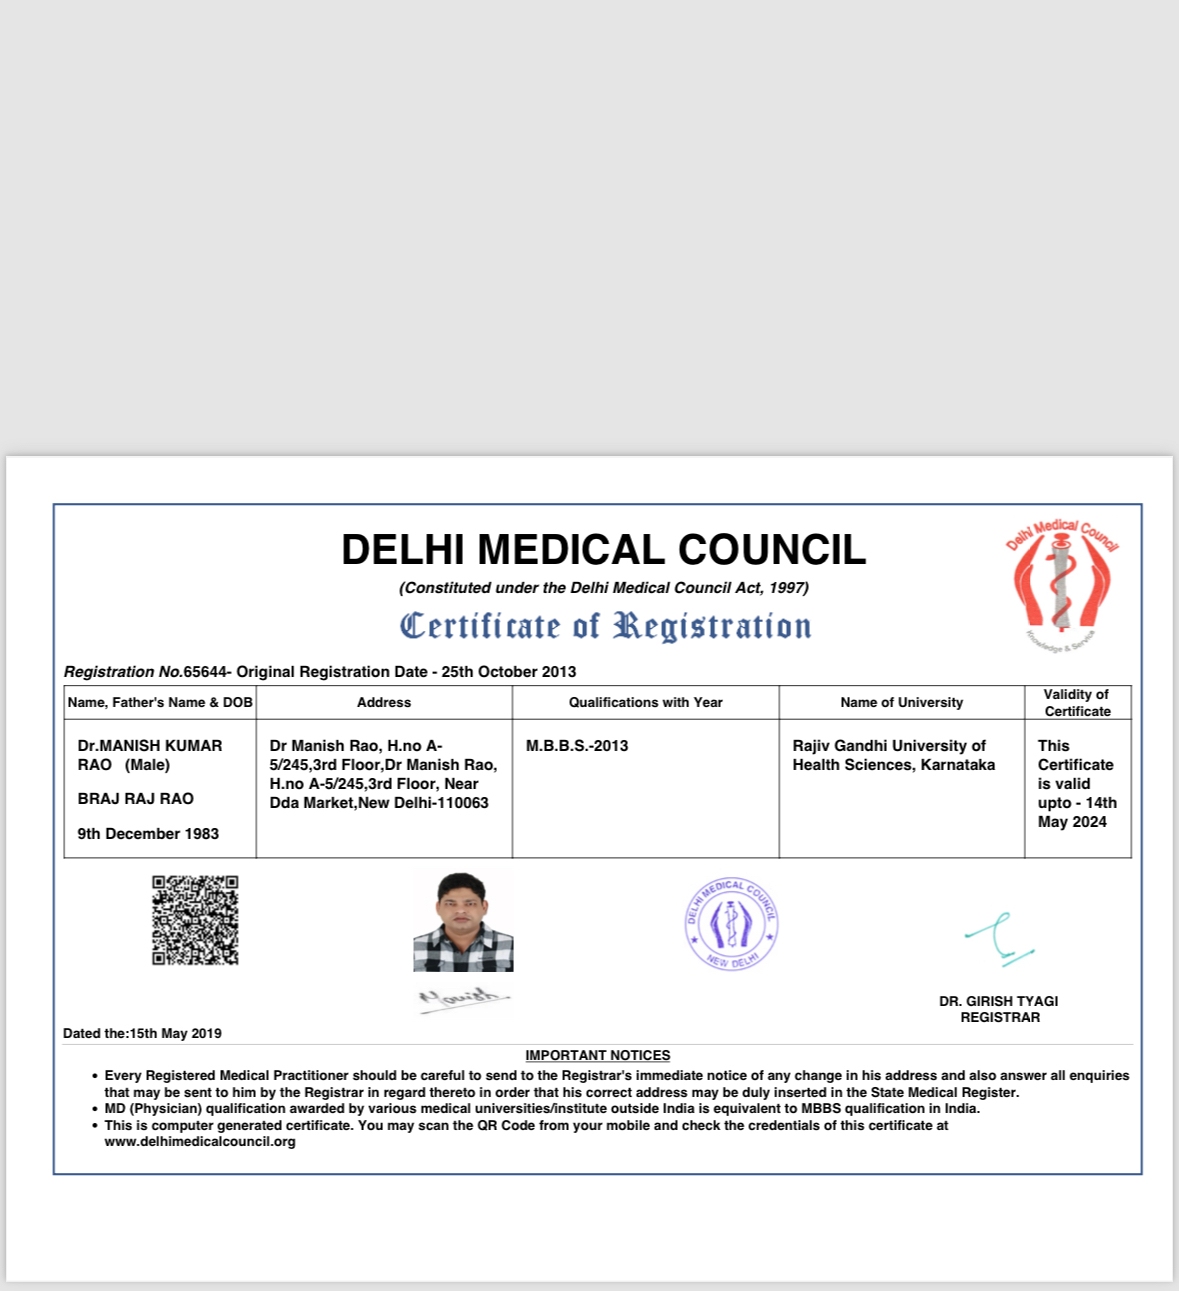 DELHI MEDICAL COUNCIL
(Constituted under the Delhi Medical Council Act, 1997)
Certificate of Registration
Delhi Medical Council
Knowledge & Service
Registration No.65644- Original Registration Date - 25th October 2013
Name, Father's Name & DOB
Address
Qualifications with Year
Name of University
Validity of
Certificate
Dr.MANISH KUMAR
RAO (Male)
BRAJ RAJ RAO
9th December 1983
Dr Manish Rao, H.no A-
5/245,3rd Floor,Dr Manish Rao,
H.no A-5/245,3rd Floor, Near
Dda Market,New Delhi-110063
M.B.B.S.-2013
Rajiv Gandhi University of
Health Sciences, Karnataka
This
Certificate
is valid
upto - 14th
May 2024
DELHI MEDICAL COUNCIL
NEW DELHI
Manish
DR. GIRISH TYAGI
REGISTRAR
Dated the:15th May 2019
IMPORTANT NOTICES
• Every Registered Medical Practitioner should be careful to send to the Registrar's immediate notice of any change in his address and also answer all enquiries
that may be sent to him by the Registrar in regard thereto in order that his correct address may be duly inserted in the State Medical Register.
• MD (Physician) qualification awarded by various medical universities/institute outside India is equivalent to MBBS qualification in India.
• This is computer generated certificate. You may scan the QR Code from your mobile and check the credentials of this certificate at
www.delhimedicalcouncil.org